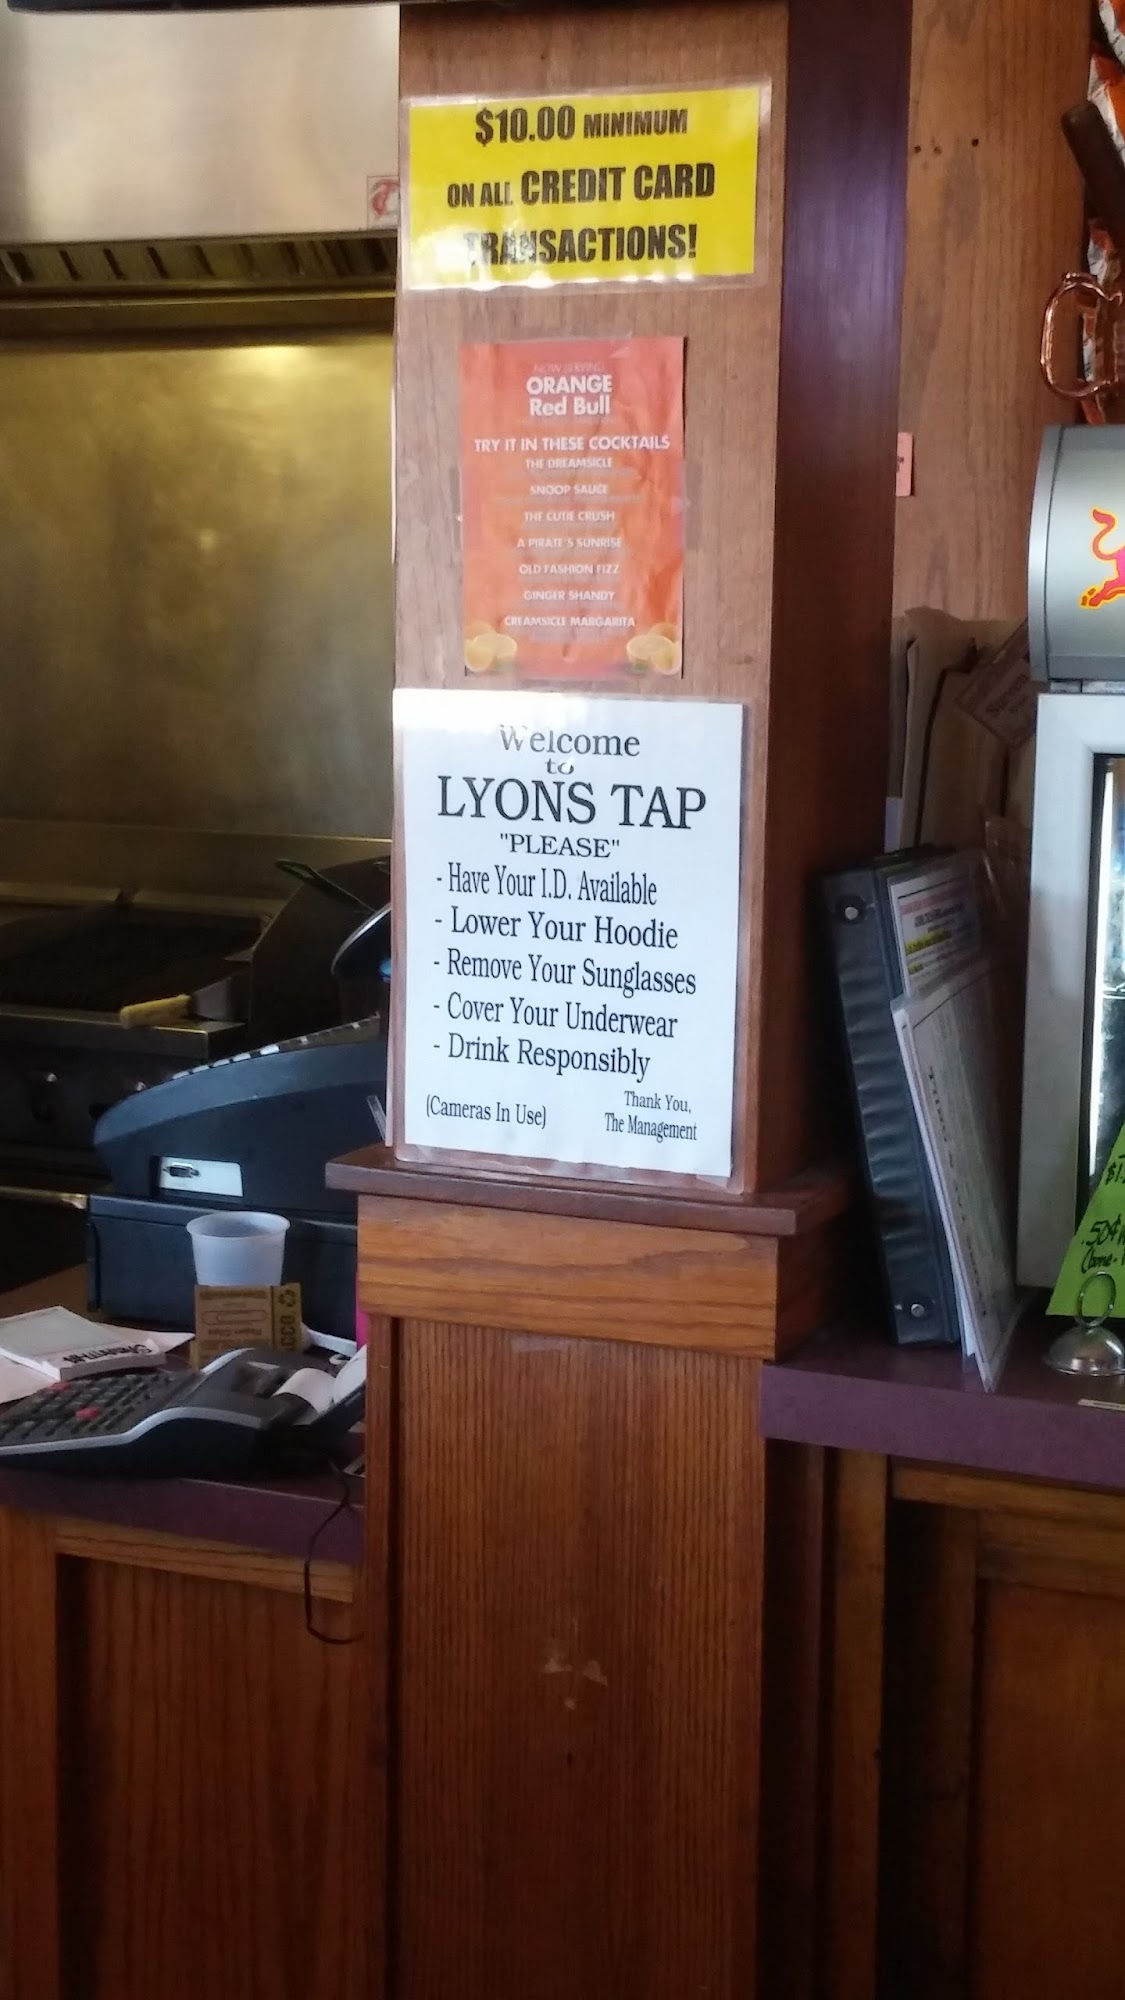 $10.00 MINIMUM
ON ALL CREDIT CARD
TRANSACTIONS!
NOW SERVING
ORANGE
Red Bull
TRY IT IN THESE COCKTAILS
THE DREAMSICLE
SNOOP SAUCE
THE CUTIE CRUSH
A PIRATE'S SUNRISE
OLD FASHION FIZZ
GINGER SHANDY
CREAMSICLE MARGARITA
Welcome
to
LYONS TAP
"PLEASE"
- Have Your I.D. Available
- Lower Your Hoodie
- Remove Your Sunglasses
- Cover Your Underwear
- Drink Responsibly
(Cameras In Use)
Thank You,
The Management
.50¢